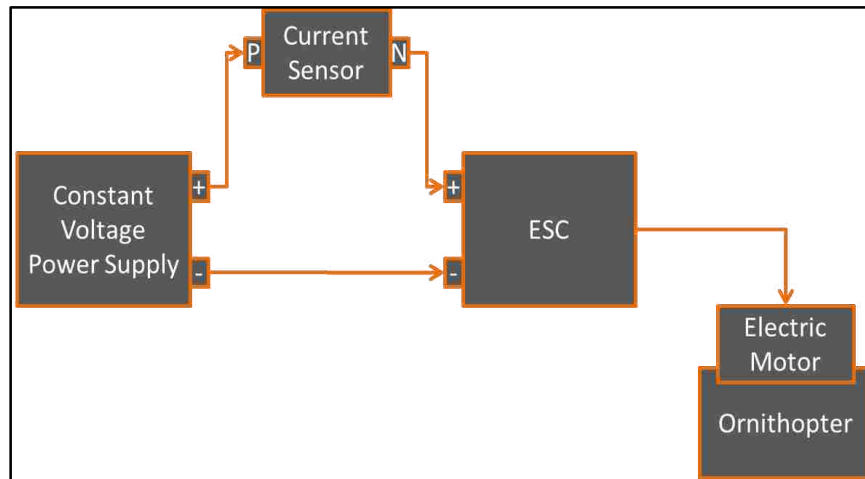 Current
Sensor
P
N
Constant
Voltage
Power Supply
+
-
+
-
ESC
Electric
Motor
Ornithopter